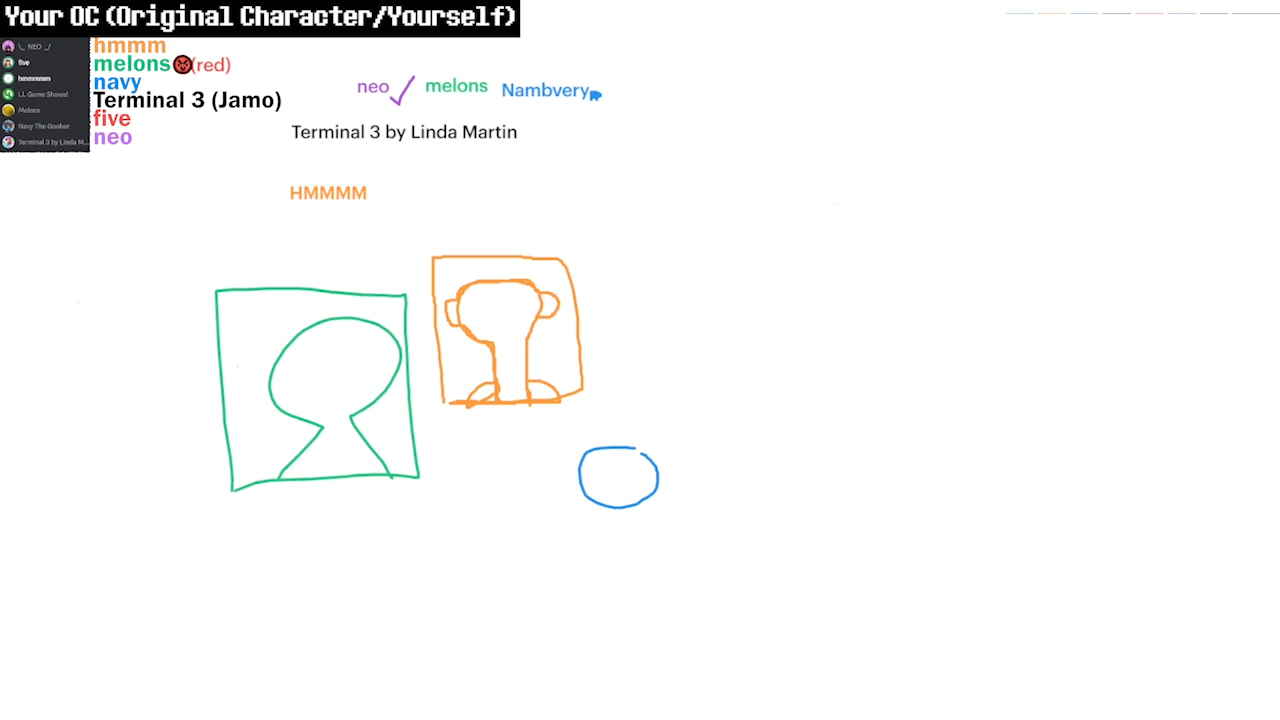 Your OC (Original Character/Yourself)
\_ NEO _/
five
hmmmmm
LL Game Shows!
Melons
Navy The Goober
Terminal 3 by Linda M...
hmmm
melons (red)
navy
Terminal 3 (Jamo)
five
neo
neo melons Nambvery
Terminal 3 by Linda Martin
HMMMM